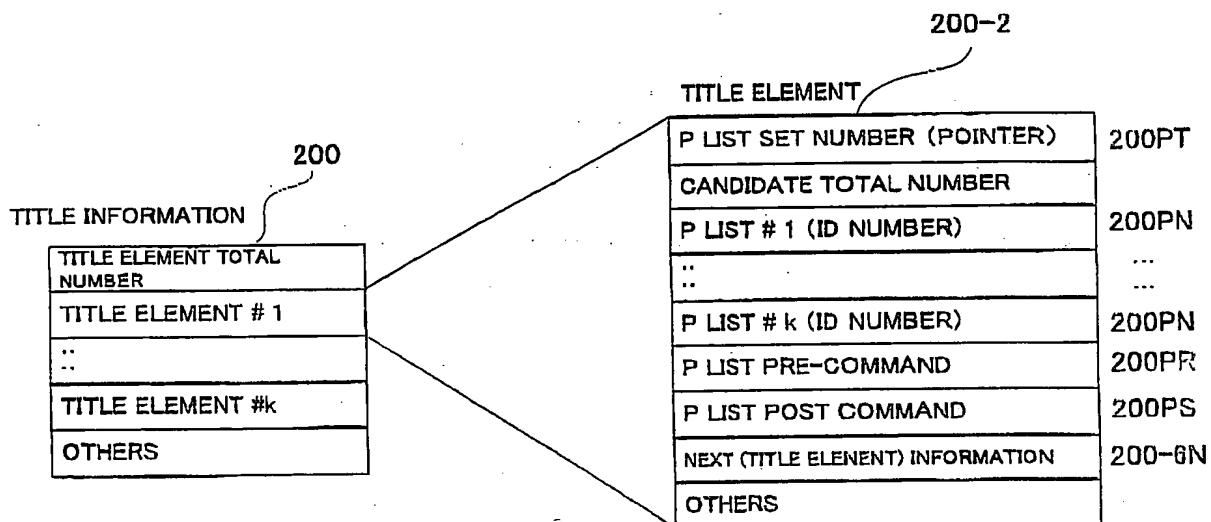 200-2
TITLE ELEMENT
P LIST SET NUMBER (POINTER) 200PT
CANDIDATE TOTAL NUMBER
P LIST # 1 (ID NUMBER) 200PN
:: ...
...
P LIST # k (ID NUMBER) 200PN
P LIST PRE-COMMAND 200PR
P LIST POST COMMAND 200PS
NEXT (TITLE ELENENT) INFORMATION 200-6N
OTHERS
200
TITLE INFORMATION
TITLE ELEMENT TOTAL
NUMBER
TITLE ELEMENT # 1
::
TITLE ELEMENT #k
OTHERS